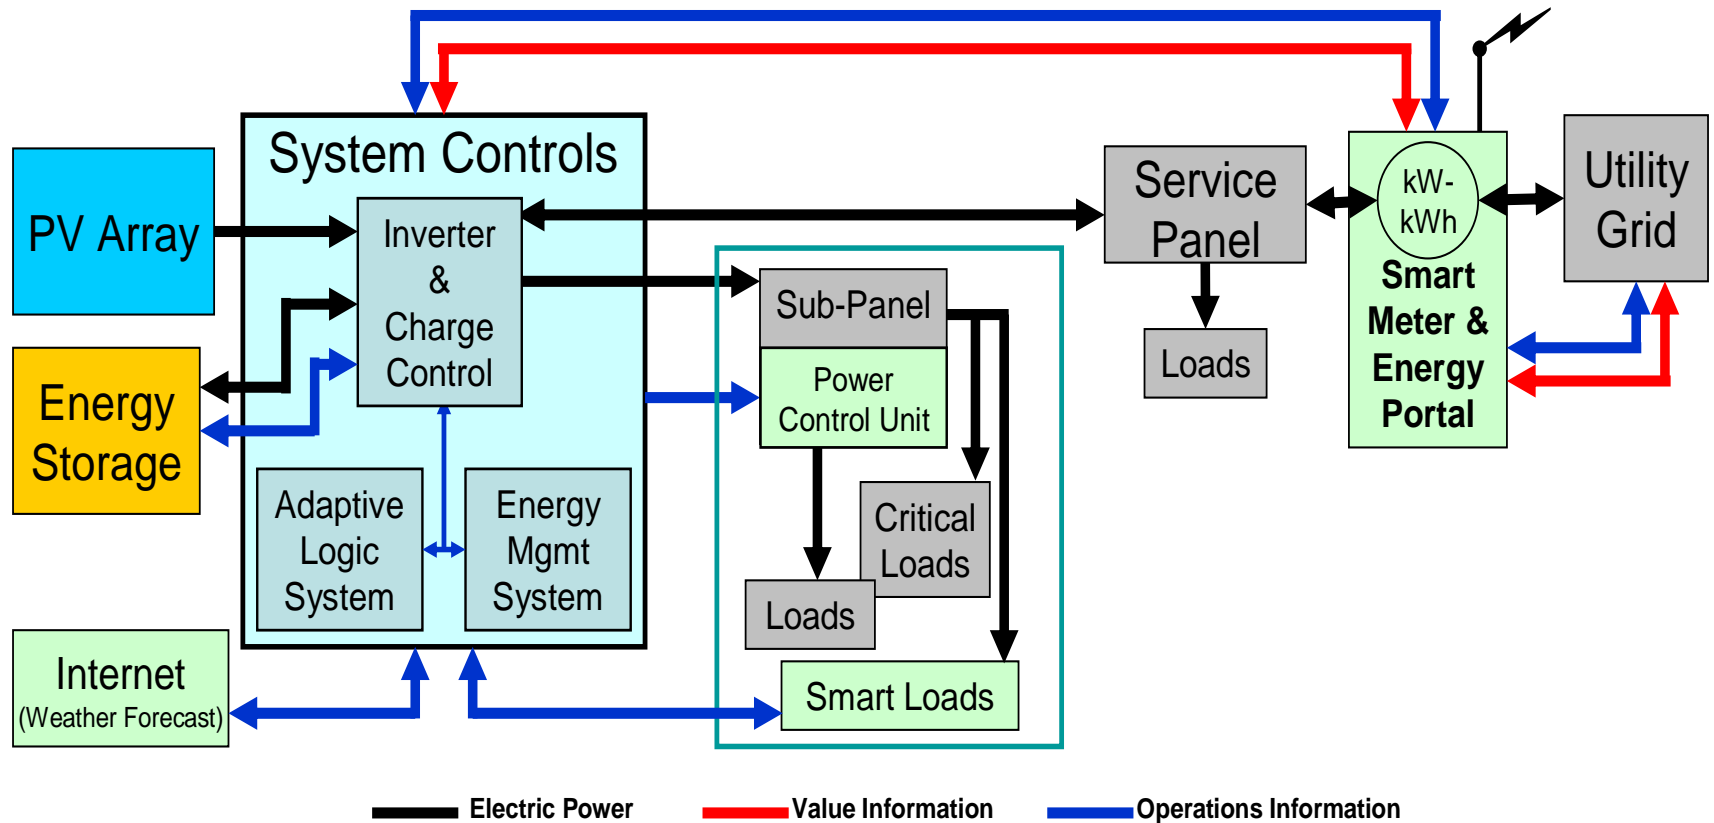 System Controls
PV Array
Inverter
&
Charge
Control
Energy
Storage
Adaptive
Logic
System
Energy
Mgmt
System
Internet
(Weather Forecast)
Sub-Panel
Power
Control Unit
Critical
Loads
Loads
Smart Loads
Service
Panel
Loads
kW-
kWh
Smart
Meter &
Energy
Portal
Utility
Grid
Electric Power
Value Information
Operations Information